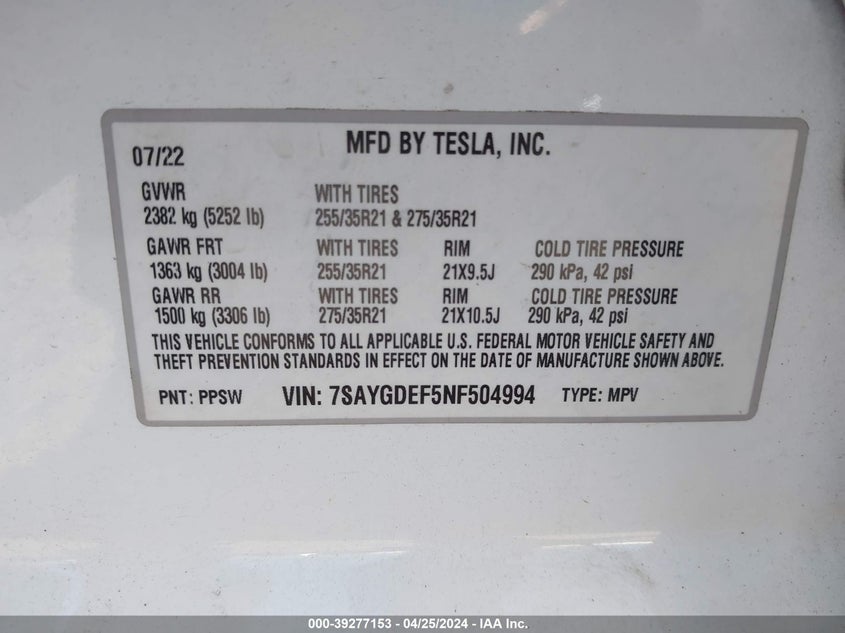 MFD BY TESLA, INC.
07/22
GVWR WITH TIRES
2382 kg (5252 lb) 255/35R21 & 275/35R21
GAWR FRT WITH TIRES RIM COLD TIRE PRESSURE
1363 kg (3004 lb) 255/35R21 21X9.5J 290 kPa, 42 psi
GAWR RR WITH TIRES RIM COLD TIRE PRESSURE
1500 kg (3306 lb) 275/35R21 21X10.5J 290 kPa, 42 psi
THIS VEHICLE CONFORMS TO ALL APPLICABLE U.S. FEDERAL MOTOR VEHICLE SAFETY AND
THEFT PREVENTION STANDARDS IN EFFECT ON THE DATE OF MANUFACTURE SHOWN ABOVE.
PNT: PPSW VIN: 7SAYGDEF5NF504994 TYPE: MPV
000-39277153 - 04/25/2024 - IAA Inc.